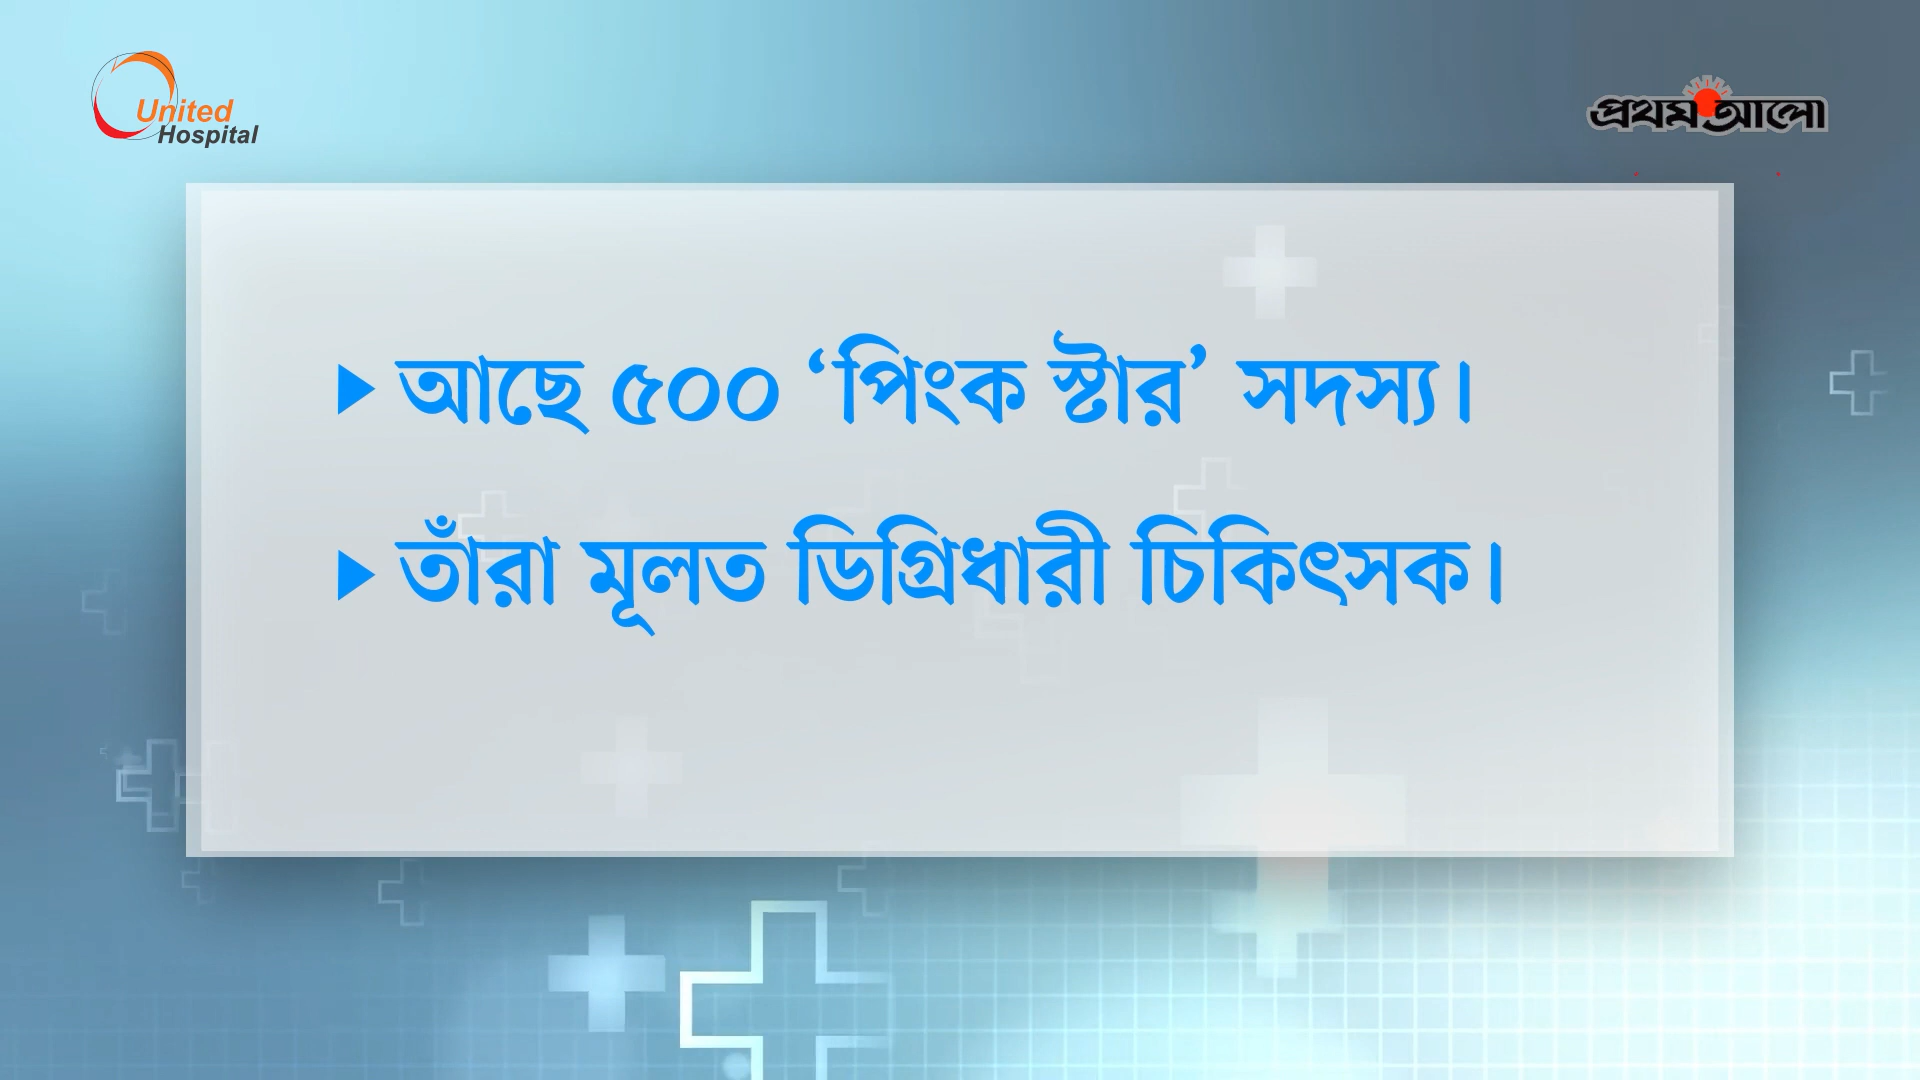 United
Hospital
প্রথম আলো
আছে ৫০০ ‘পিংক স্টার’ সদস্য।
তাঁরা মূলত ডিগ্রিধারী চিকিৎসক।